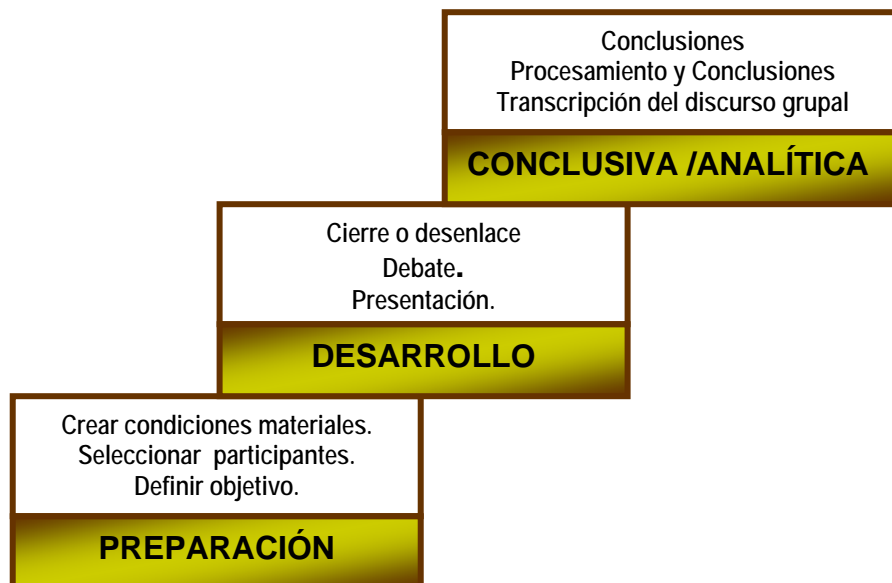 Conclusiones
Procesamiento y Conclusiones
Transcripción del discurso grupal
CONCLUSIVA /ANALÍTICA
Cierre o desenlace
Debate.
Presentación.
DESARROLLO
Crear condiciones materiales.
Seleccionar participantes.
Definir objetivo.
PREPARACIÓN